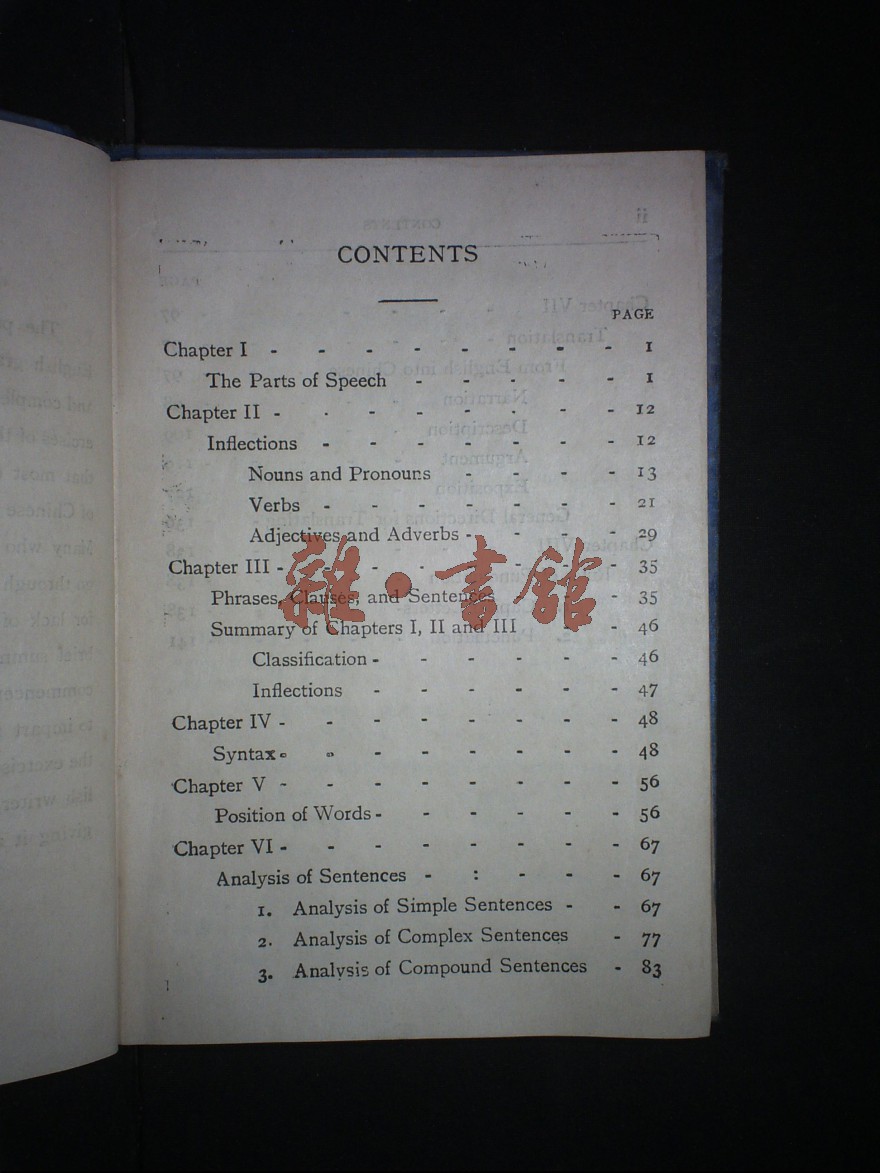 CONTENTS
PAGE
Chapter I - - - - - - - - 1
The Parts of Speech - - - - - 1
Chapter II - - - - - - - - 12
Inflections - - - - - - - 12
Nouns and Pronouns - - - - 13
Verbs - - - - - - - 21
Adjectives and Adverbs - - - - 29
Chapter III - - - - - - - - 35
Phrases, Clauses, and Sentences - 35
雜·書館
Summary of Chapters I, II and III - - 46
Classification - - - - - - 46
Inflections - - - - - - 47
Chapter IV - - - - - - - - 48
Syntax - - - - - - - - 48
Chapter V - - - - - - - - 56
Position of Words - - - - - - 56
Chapter VI - - - - - - - - 67
Analysis of Sentences - : - - - 67
1. Analysis of Simple Sentences - - 67
2. Analysis of Complex Sentences - 77
3. Analysis of Compound Sentences - 83